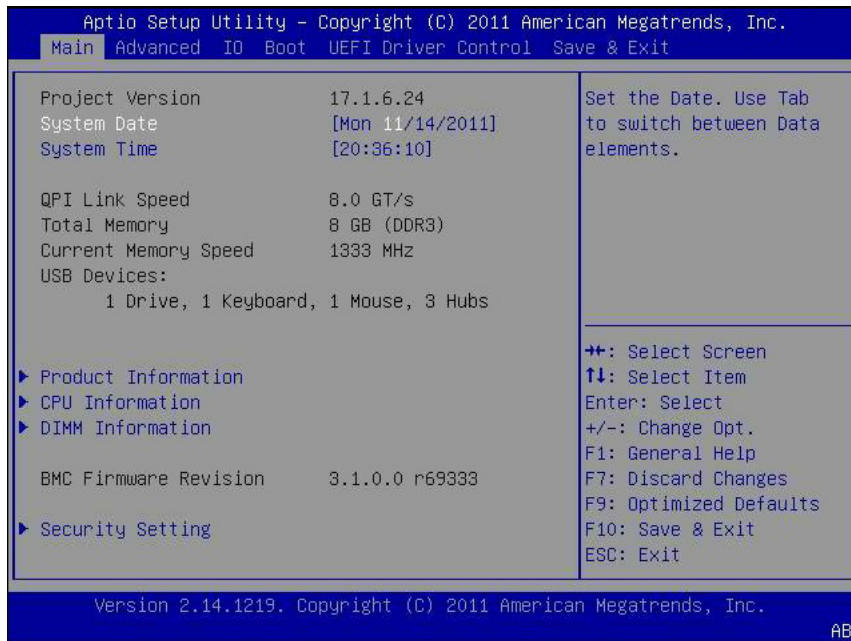 Aptio Setup Utility – Copyright (C) 2011 American Megatrends, Inc.
Main Advanced IO Boot UEFI Driver Control Save & Exit
Project Version 17.1.6.24
System Date [Mon 11/14/2011]
System Time [20:36:10]
QPI Link Speed 8.0 GT/s
Total Memory 8 GB (DDR3)
Current Memory Speed 1333 MHz
USB Devices:
1 Drive, 1 Keyboard, 1 Mouse, 3 Hubs
▶ Product Information
▶ CPU Information
▶ DIMM Information
BMC Firmware Revision 3.1.0.0 r69333
▶ Security Setting
Set the Date. Use Tab
to switch between Data
elements.
→←: Select Screen
↑↓: Select Item
Enter: Select
+/-: Change Opt.
F1: General Help
F7: Discard Changes
F9: Optimized Defaults
F10: Save & Exit
ESC: Exit
Version 2.14.1219. Copyright (C) 2011 American Megatrends, Inc.
AB